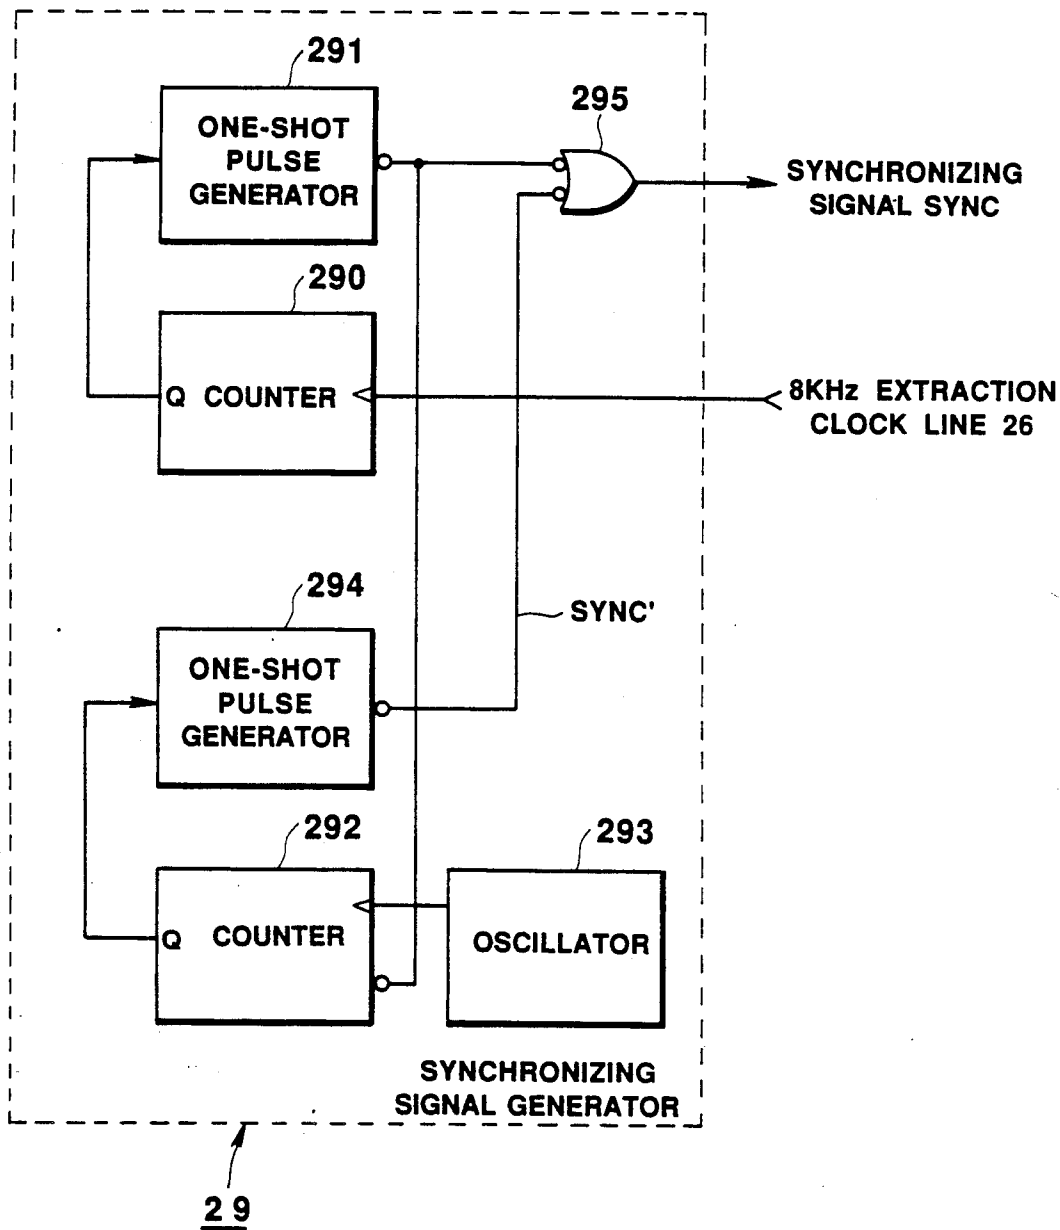 291
ONE-SHOT
PULSE
GENERATOR
295
SYNCHRONIZING
SIGNAL SYNC
290
Q COUNTER
8KHz EXTRACTION
CLOCK LINE 26
294
ONE-SHOT
PULSE
GENERATOR
SYNC'
292
Q COUNTER
293
OSCILLATOR
SYNCHRONIZING
SIGNAL GENERATOR
29